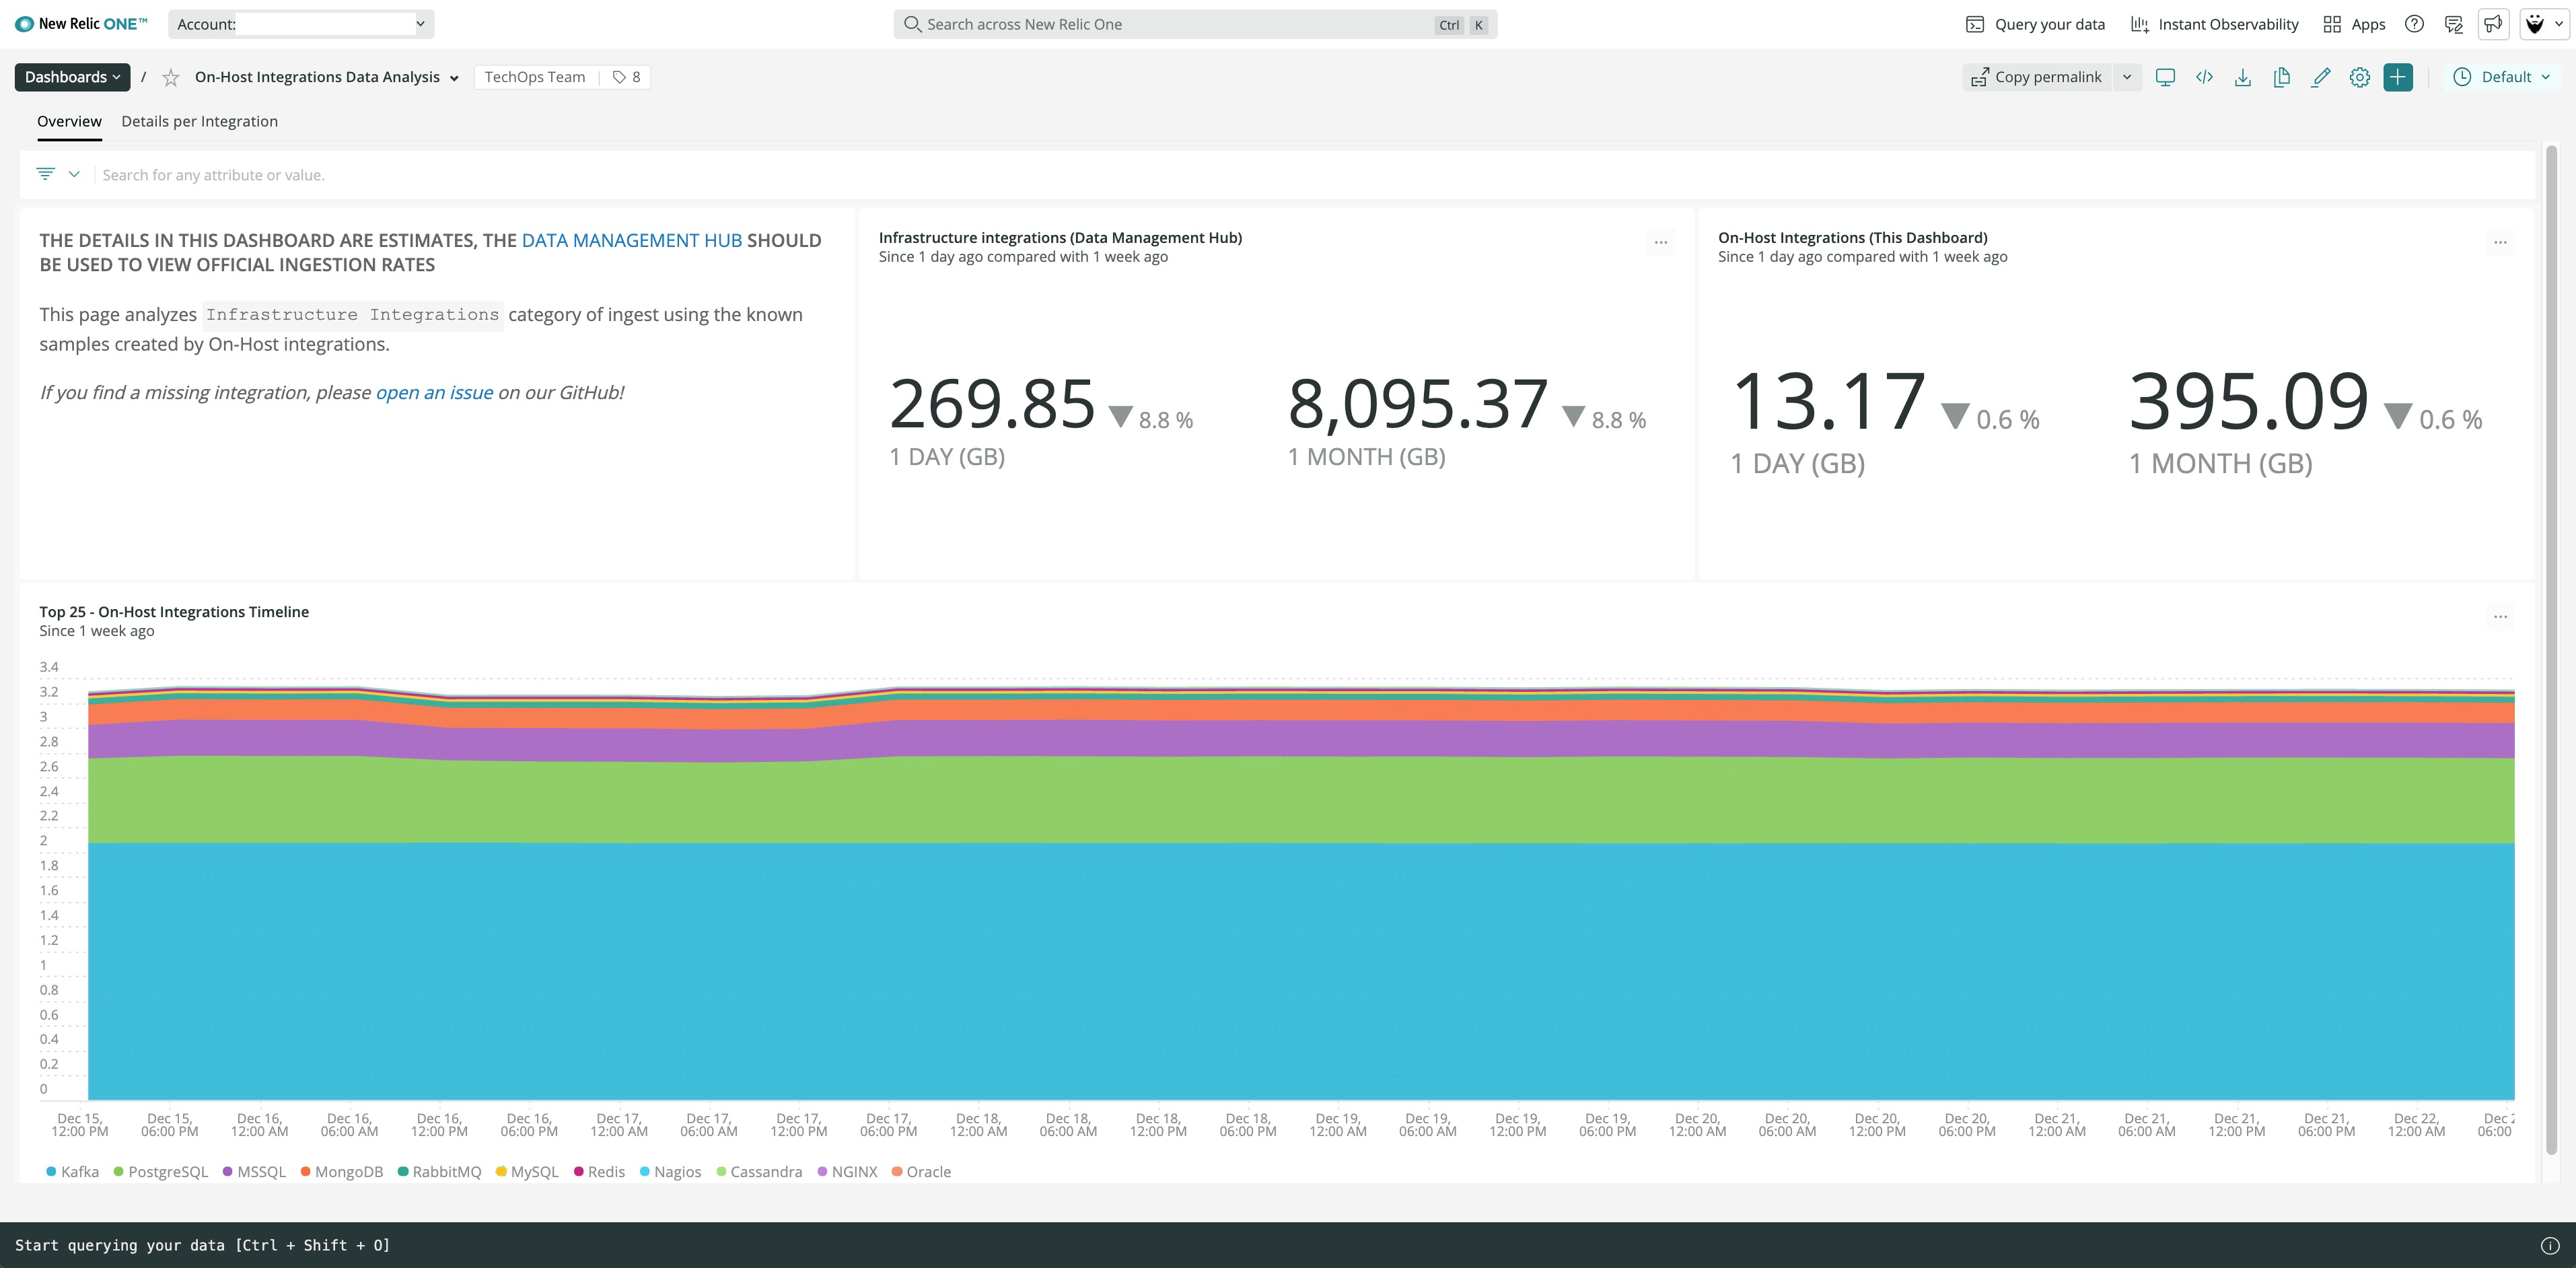 New Relic ONE™
Account:
Search across New Relic One
Ctrl K
Query your data
Instant Observability
Apps
Dashboards / On-Host Integrations Data Analysis
TechOps Team 8
Copy permalink
Default
Overview
Details per Integration
Search for any attribute or value.
THE DETAILS IN THIS DASHBOARD ARE ESTIMATES, THE DATA MANAGEMENT HUB SHOULD
BE USED TO VIEW OFFICIAL INGESTION RATES
This page analyzes Infrastructure Integrations category of ingest using the known
samples created by On-Host integrations.
If you find a missing integration, please open an issue on our GitHub!
Infrastructure integrations (Data Management Hub)
Since 1 day ago compared with 1 week ago
...
269.85 ▼ 8.8 %
1 DAY (GB)
8,095.37 ▼ 8.8 %
1 MONTH (GB)
On-Host Integrations (This Dashboard)
Since 1 day ago compared with 1 week ago
...
13.17 ▼ 0.6 %
1 DAY (GB)
395.09 ▼ 0.6 %
1 MONTH (GB)
Top 25 - On-Host Integrations Timeline
Since 1 week ago
...
3.4
3.2
3
2.8
2.6
2.4
2.2
2
1.8
1.6
1.4
1.2
1
0.8
0.6
0.4
0.2
0
Dec 15,
12:00 PM
Dec 15,
06:00 PM
Dec 16,
12:00 AM
Dec 16,
06:00 AM
Dec 16,
12:00 PM
Dec 16,
06:00 PM
Dec 17,
12:00 AM
Dec 17,
06:00 AM
Dec 17,
12:00 PM
Dec 17,
06:00 PM
Dec 18,
12:00 AM
Dec 18,
06:00 AM
Dec 18,
12:00 PM
Dec 18,
06:00 PM
Dec 19,
12:00 AM
Dec 19,
06:00 AM
Dec 19,
12:00 PM
Dec 19,
06:00 PM
Dec 20,
12:00 AM
Dec 20,
06:00 AM
Dec 20,
12:00 PM
Dec 20,
06:00 PM
Dec 21,
12:00 AM
Dec 21,
06:00 AM
Dec 21,
12:00 PM
Dec 21,
06:00 PM
Dec 22,
12:00 AM
Dec
06:00
Kafka PostgreSQL MSSQL MongoDB RabbitMQ MySQL Redis Nagios Cassandra NGINX Oracle
Start querying your data [Ctrl + Shift + O]